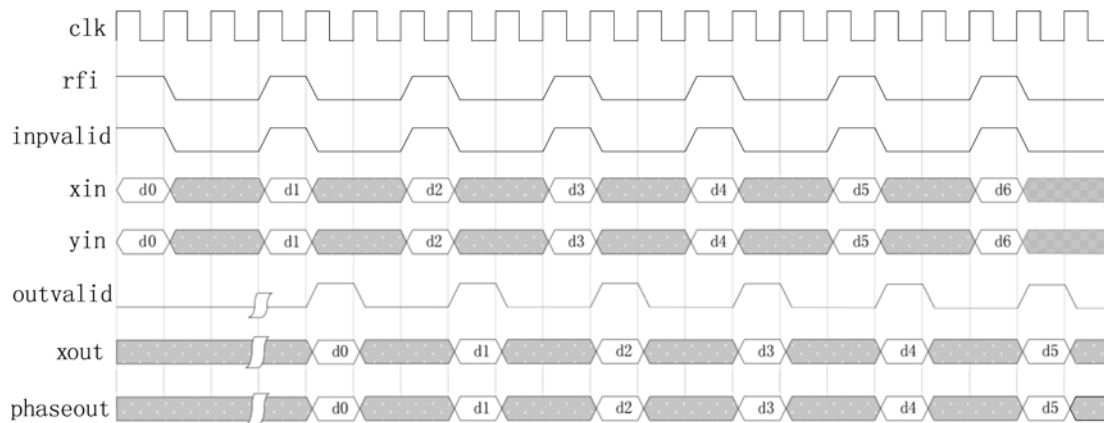 clk
rfi
inpvalid
xin d0 d1 d2 d3 d4 d5 d6
yin d0 d1 d2 d3 d4 d5 d6
outvalid
xout d0 d1 d2 d3 d4 d5
phaseout d0 d1 d2 d3 d4 d5